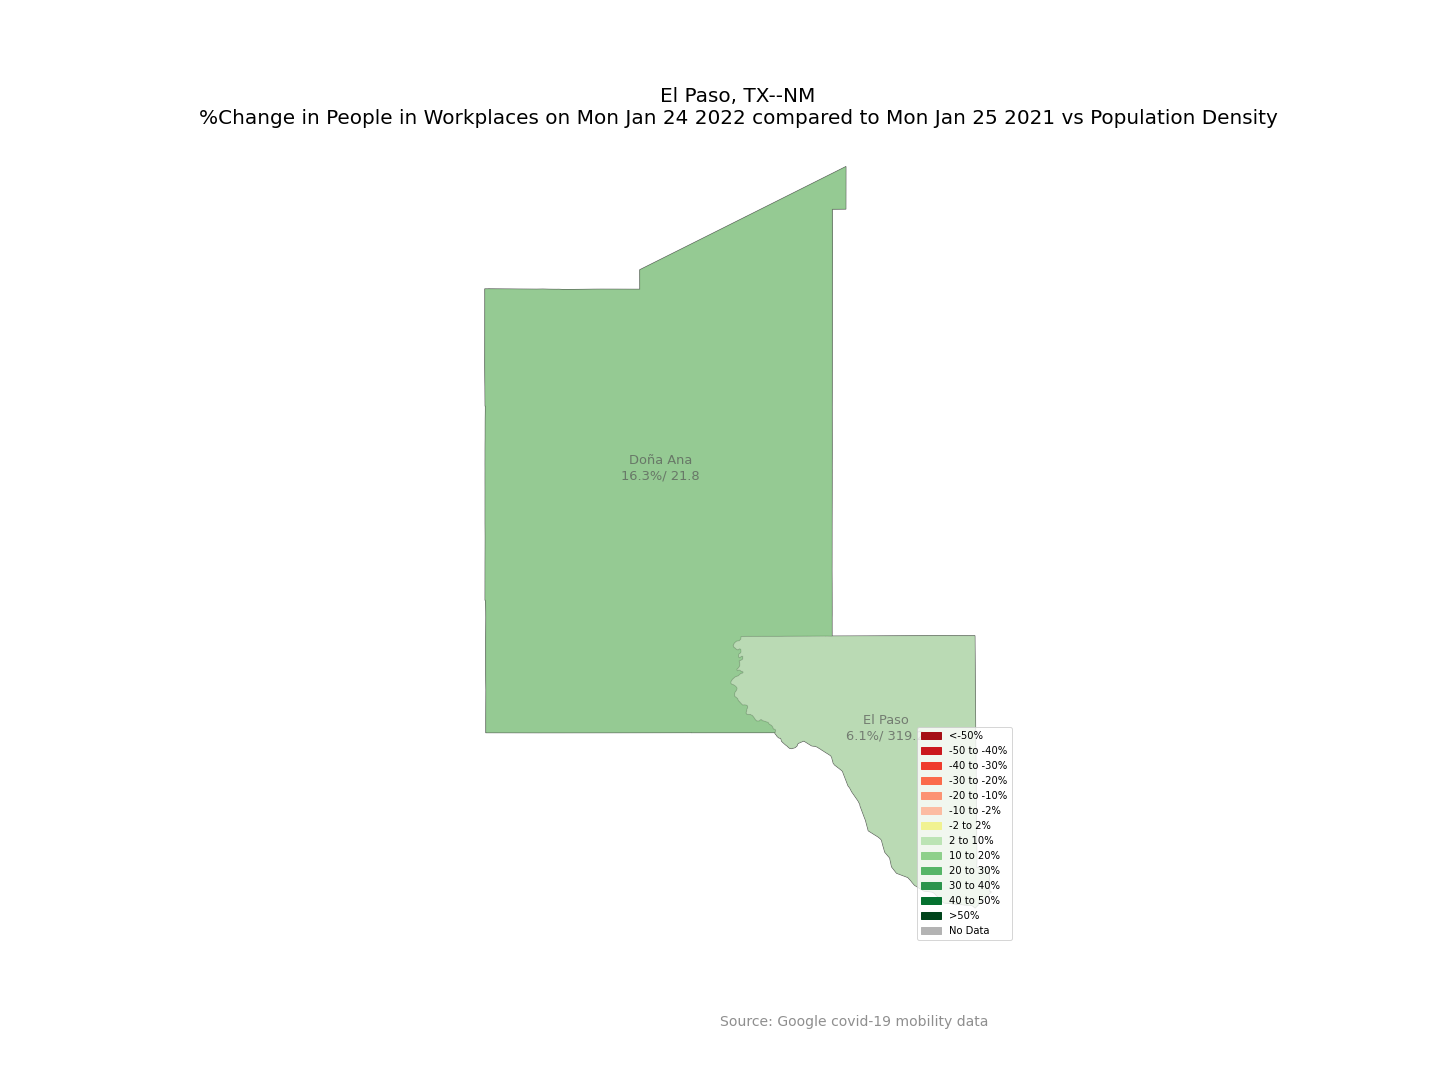 El Paso, TX--NM
%Change in People in Workplaces on Mon Jan 24 2022 compared to Mon Jan 25 2021 vs Population Density
Doña Ana
16.3%/ 21.8
El Paso
6.1%/ 319.
<-50%
-50 to -40%
-40 to -30%
-30 to -20%
-20 to -10%
-10 to -2%
-2 to 2%
2 to 10%
10 to 20%
20 to 30%
30 to 40%
40 to 50%
>50%
No Data
Source: Google covid-19 mobility data